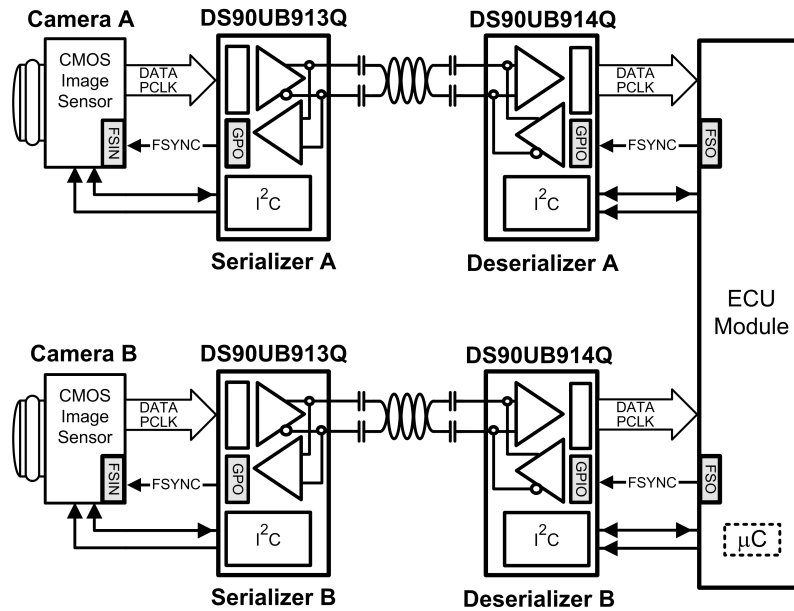 Camera A
DS90UB913Q
DS90UB914Q
CMOS
Image
Sensor
DATA
PCLK
DATA
PCLK
FSIN
FSYNC
GPO
GPIO
FSYNC
FSO
I²C
I²C
Serializer A
Deserializer A
ECU
Module
Camera B
DS90UB913Q
DS90UB914Q
CMOS
Image
Sensor
DATA
PCLK
DATA
PCLK
FSIN
FSYNC
GPO
GPIO
FSYNC
FSO
I²C
I²C
μC
Serializer B
Deserializer B